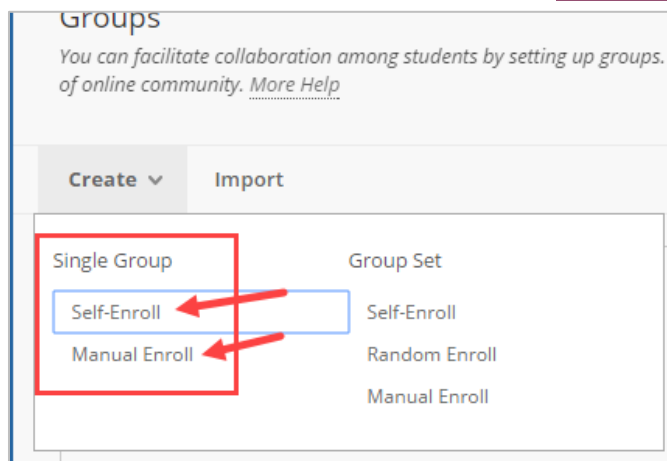 Groups
You can facilitate collaboration among students by setting up groups.
of online community. More Help
Create
Import
Single Group
Group Set
Self-Enroll
Self-Enroll
Manual Enroll
Random Enroll
Manual Enroll